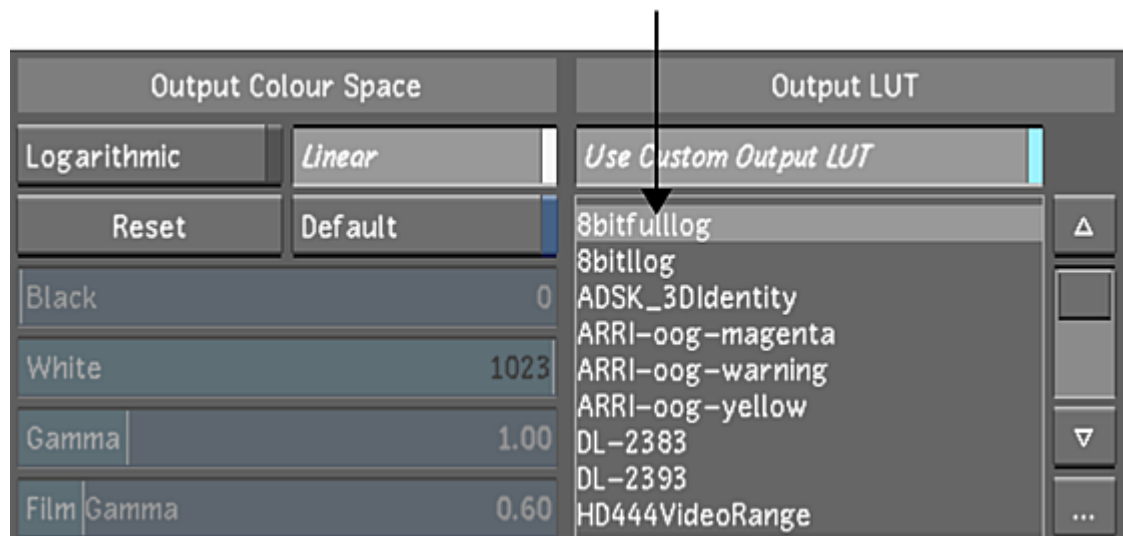 Output Colour Space
Output LUT
Logarithmic
Linear
Use Custom Output LUT
Reset
Default
8bitfulllog
8bitllog
Black 0
ADSK_3DIdentity
ARRI-oog-magenta
White 1023
ARRI-oog-warning
ARRI-oog-yellow
Gamma 1.00
DL-2383
DL-2393
Film Gamma 0.60
HD444VideoRange
...